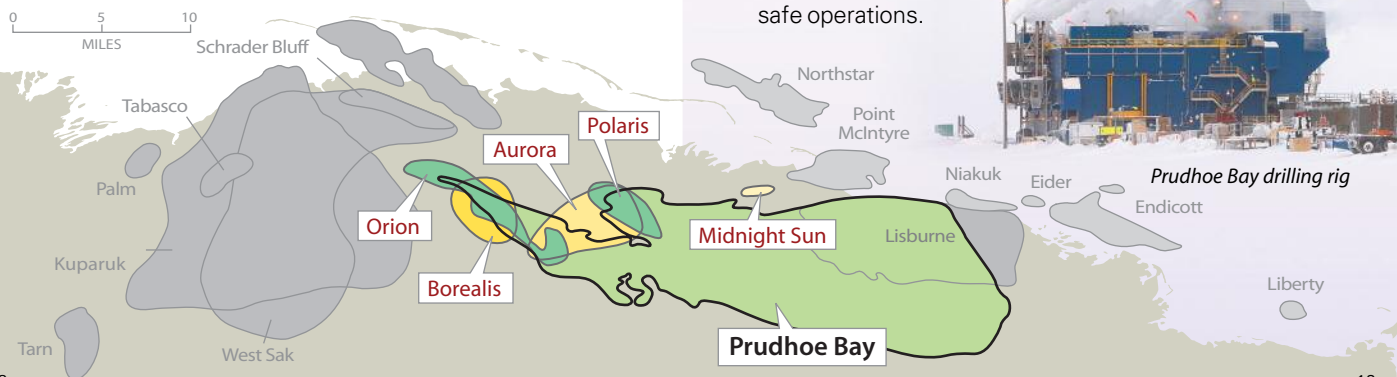 0 5 10
MILES
safe operations.
Schrader Bluff
Tabasco
Palm
Kuparuk
Tarn
West Sak
Orion
Borealis
Aurora
Polaris
Midnight Sun
Prudhoe Bay
Northstar
Point
McIntyre
Lisburne
Niakuk
Eider
Endicott
Liberty
Prudhoe Bay drilling rig